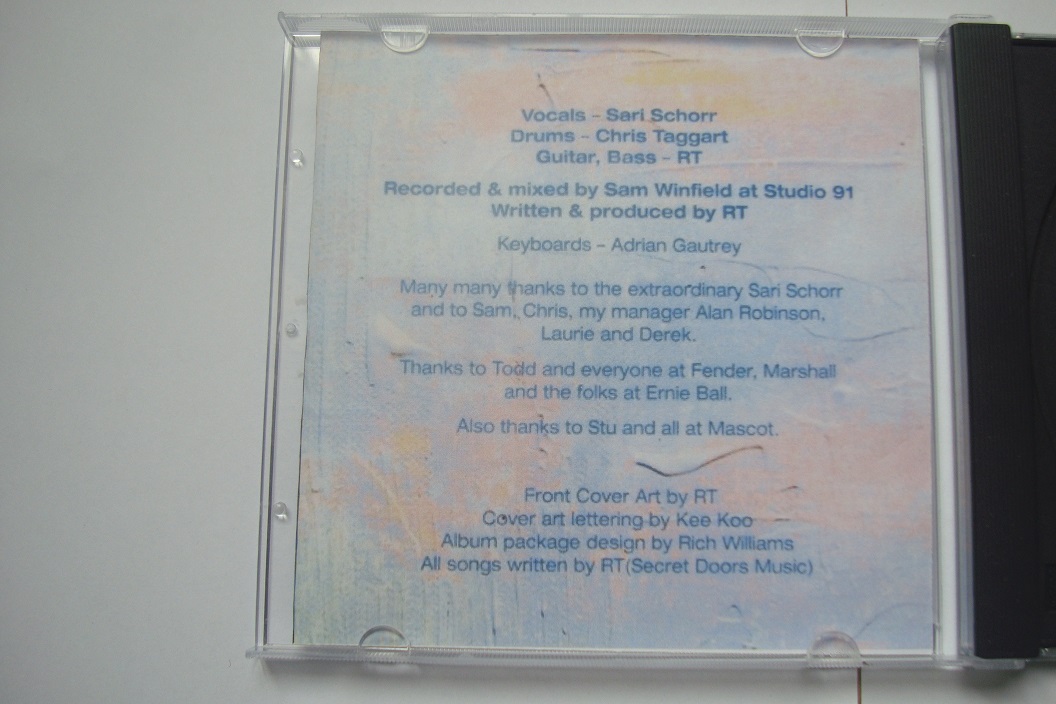 Vocals – Sari Schorr
Drums – Chris Taggart
Guitar, Bass – RT
Recorded & mixed by Sam Winfield at Studio 91
Written & produced by RT
Keyboards – Adrian Gautrey
Many many thanks to the extraordinary Sari Schorr
and to Sam, Chris, my manager Alan Robinson,
Laurie and Derek.
Thanks to Todd and everyone at Fender, Marshall
and the folks at Ernie Ball.
Also thanks to Stu and all at Mascot.
Front Cover Art by RT
Cover art lettering by Kee Koo
Album package design by Rich Williams
All songs written by RT(Secret Doors Music)